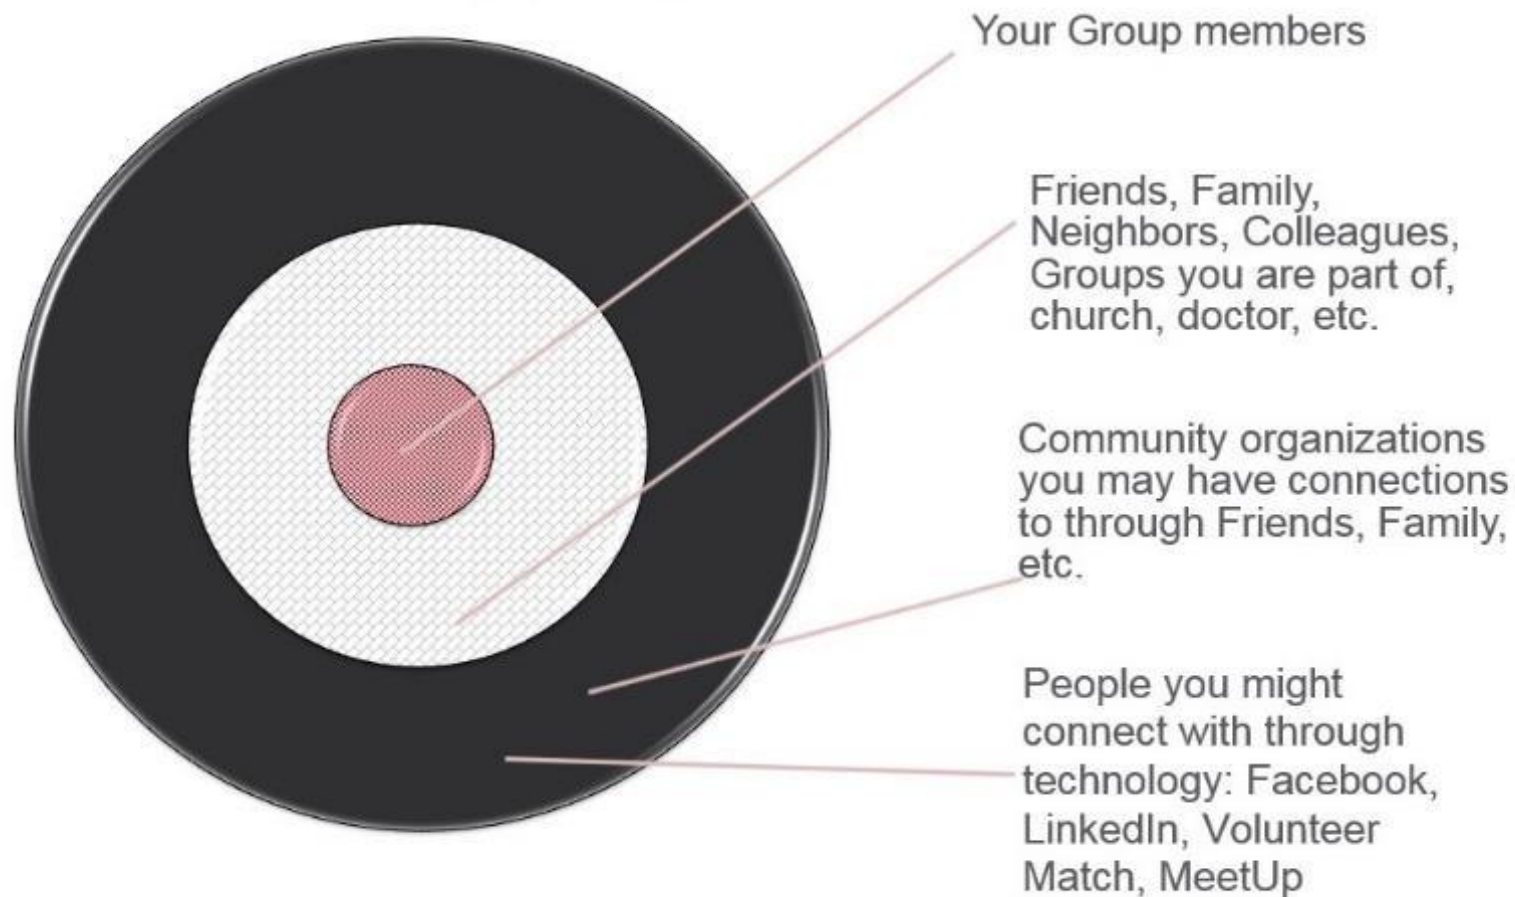 Your Group members
Friends, Family,
Neighbors, Colleagues,
Groups you are part of,
church, doctor, etc.
Community organizations
you may have connections
to through Friends, Family,
etc.
People you might
connect with through
technology: Facebook,
LinkedIn, Volunteer
Match, MeetUp